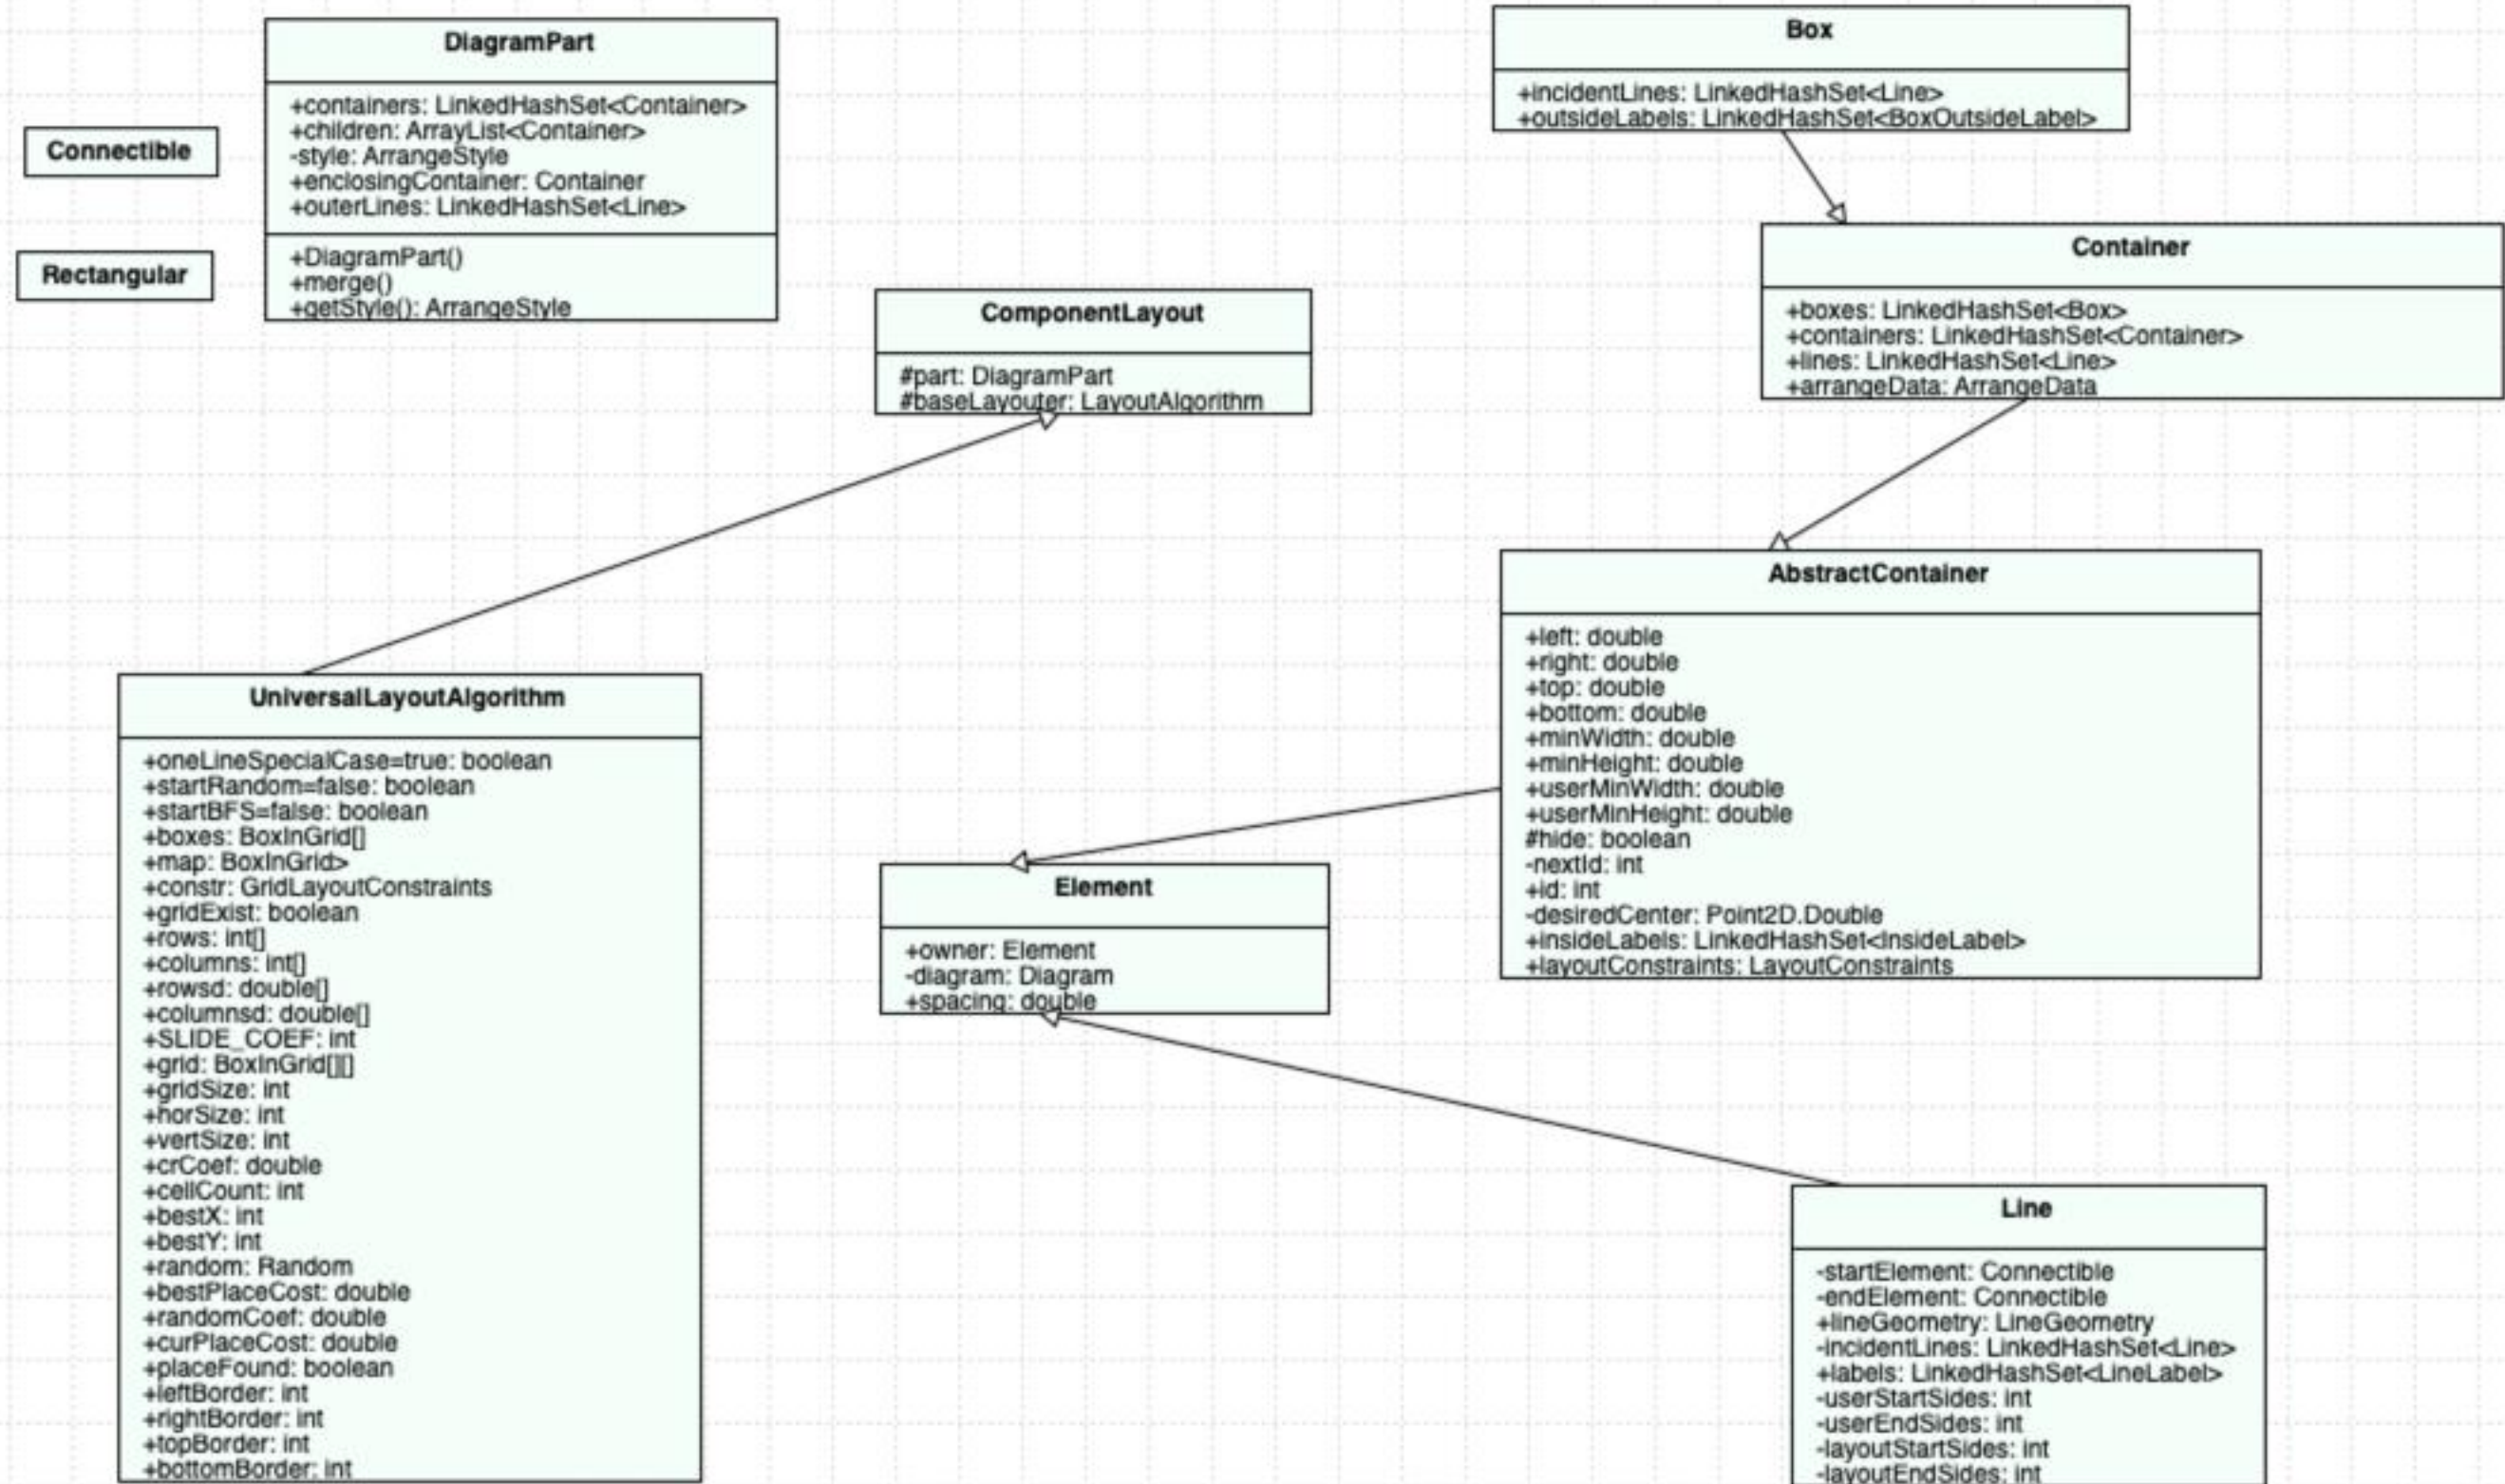 DiagramPart
+containers: LinkedHashSet<Container>
+children: ArrayList<Container>
-style: ArrangeStyle
+enclosingContainer: Container
+outerLines: LinkedHashSet<Line>
+DiagramPart()
+merge()
+getStyle(): ArrangeStyle
Connectible
Rectangular
Box
+incidentLines: LinkedHashSet<Line>
+outsideLabels: LinkedHashSet<BoxOutsideLabel>
Container
+boxes: LinkedHashSet<Box>
+containers: LinkedHashSet<Container>
+lines: LinkedHashSet<Line>
+arrangeData: ArrangeData
ComponentLayout
#part: DiagramPart
#baseLayouter: LayoutAlgorithm
AbstractContainer
+left: double
+right: double
+top: double
+bottom: double
+minWidth: double
+minHeight: double
+userMinWidth: double
+userMinHeight: double
#hide: boolean
-nextId: int
+id: int
-desiredCenter: Point2D.Double
+insideLabels: LinkedHashSet<InsideLabel>
+layoutConstraints: LayoutConstraints
UniversalLayoutAlgorithm
+oneLineSpecialCase=true: boolean
+startRandom=false: boolean
+startBFS=false: boolean
+boxes: BoxInGrid[]
+map: BoxInGrid>
+constr: GridLayoutConstraints
+gridExist: boolean
+rows: int[]
+columns: int[]
+rowsd: double[]
+columnsd: double[]
+SLIDE_COEF: int
+grid: BoxInGrid[][]
+gridSize: int
+horSize: int
+vertSize: int
+crCoef: double
+cellCount: int
+bestX: int
+bestY: int
+random: Random
+bestPlaceCost: double
+randomCoef: double
+curPlaceCost: double
+placeFound: boolean
+leftBorder: int
+rightBorder: int
+topBorder: int
+bottomBorder: int
Element
+owner: Element
-diagram: Diagram
+spacing: double
Line
-startElement: Connectible
-endElement: Connectible
+lineGeometry: LineGeometry
-incidentLines: LinkedHashSet<Line>
+labels: LinkedHashSet<LineLabel>
-userStartSides: int
-userEndSides: int
-layoutStartSides: int
-layoutEndSides: int